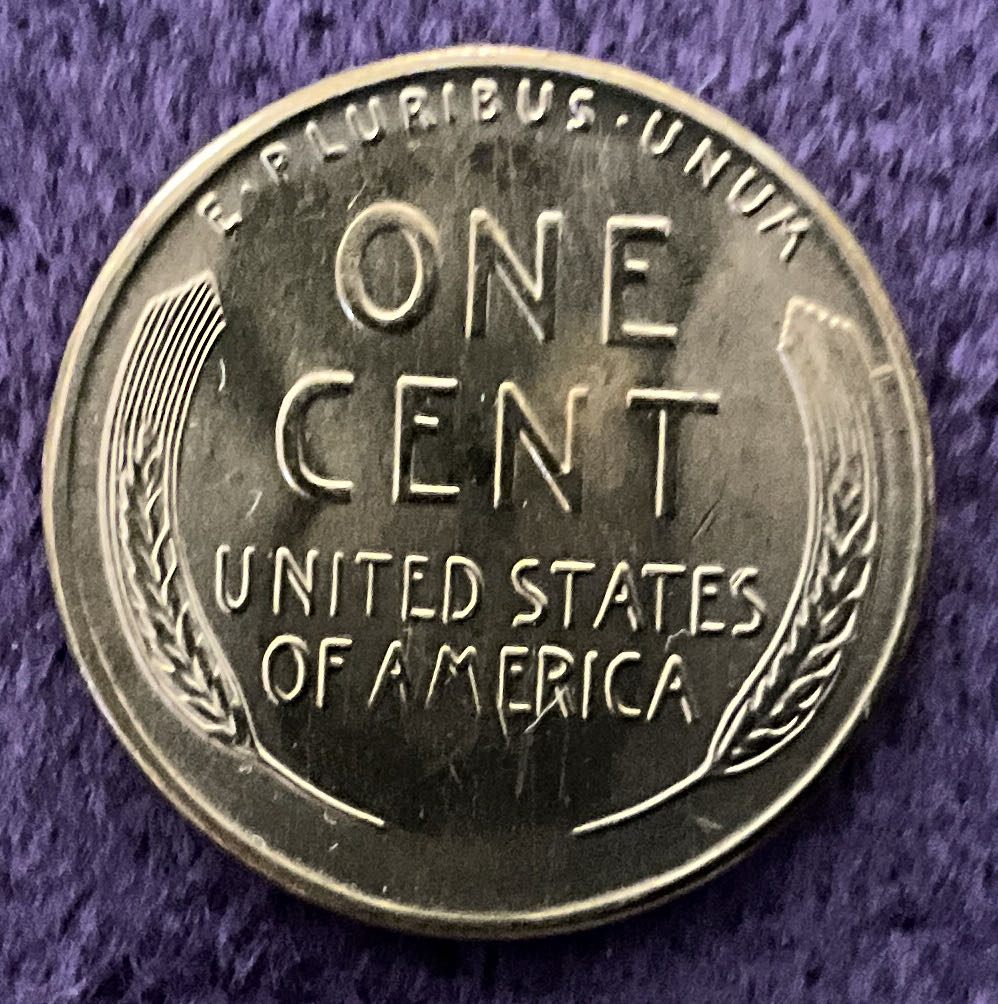 E·PLURIBUS·UNUM
ONE
CENT
UNITED STATES
OF AMERICA